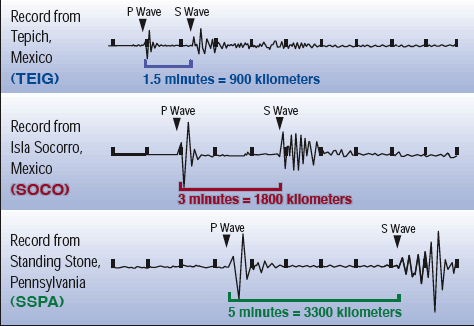 Record from
Tepich,
Mexico
(TEIG)
P Wave
S Wave
1.5 minutes = 900 kilometers
Record from
Isla Socorro,
Mexico
(SOCO)
P Wave
S Wave
3 minutes = 1800 kilometers
Record from
Standing Stone,
Pennsylvania
(SSPA)
P Wave
S Wave
5 minutes = 3300 kilometers